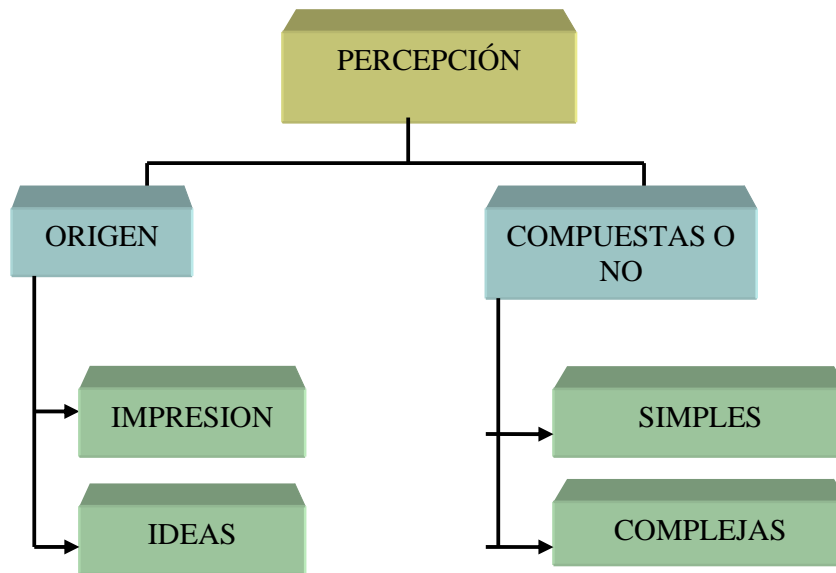 PERCEPCIÓN
ORIGEN
COMPUESTAS O
NO
IMPRESION
SIMPLES
IDEAS
COMPLEJAS